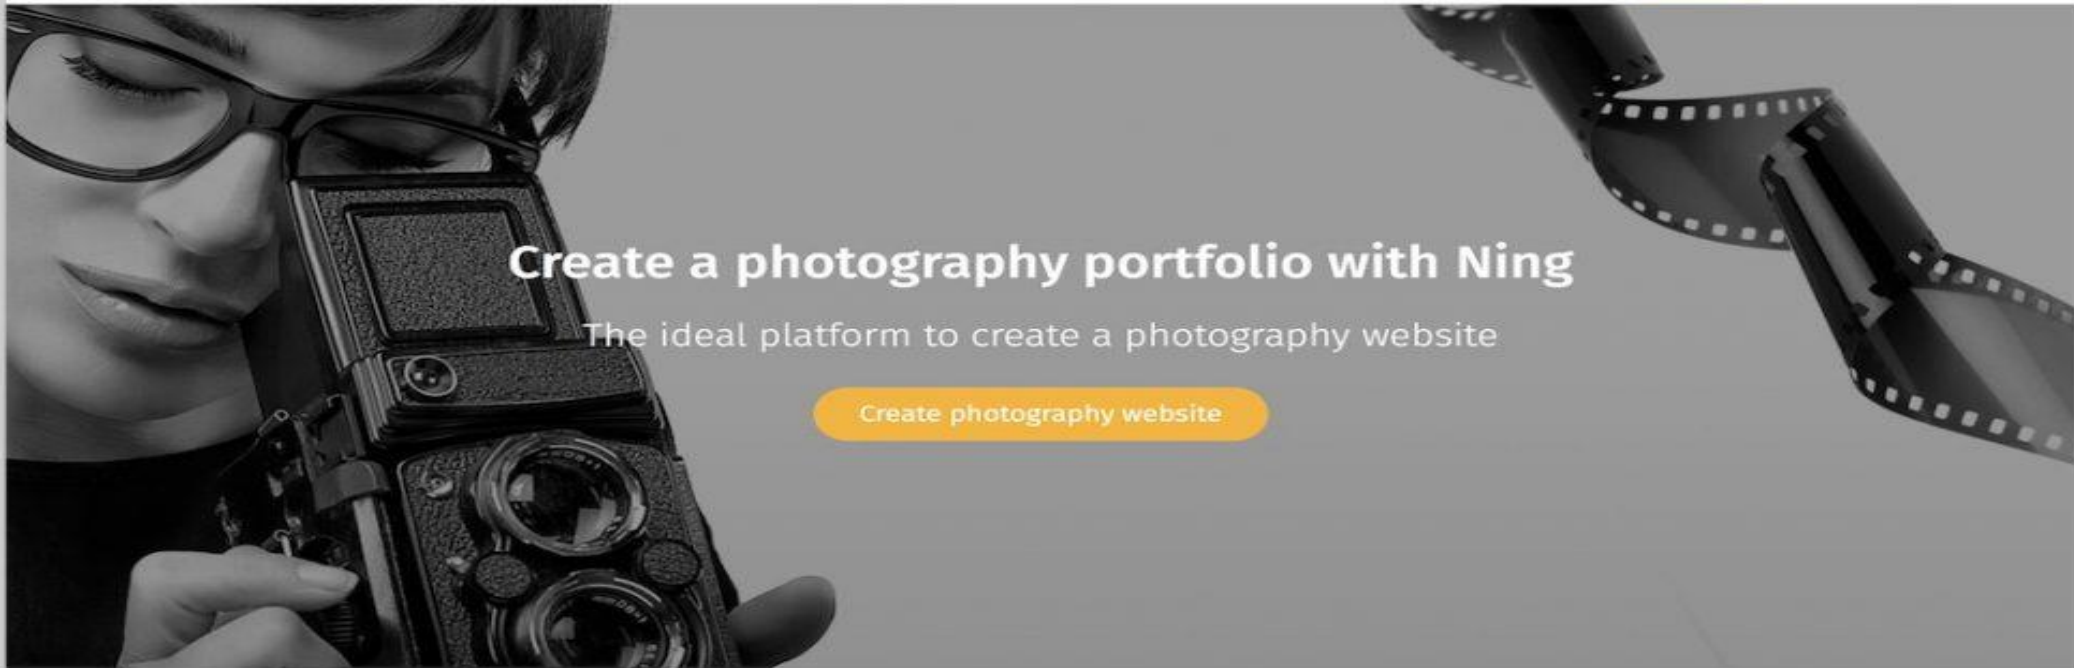 Create a photography portfolio with Ning
The ideal platform to create a photography website
Create photography website